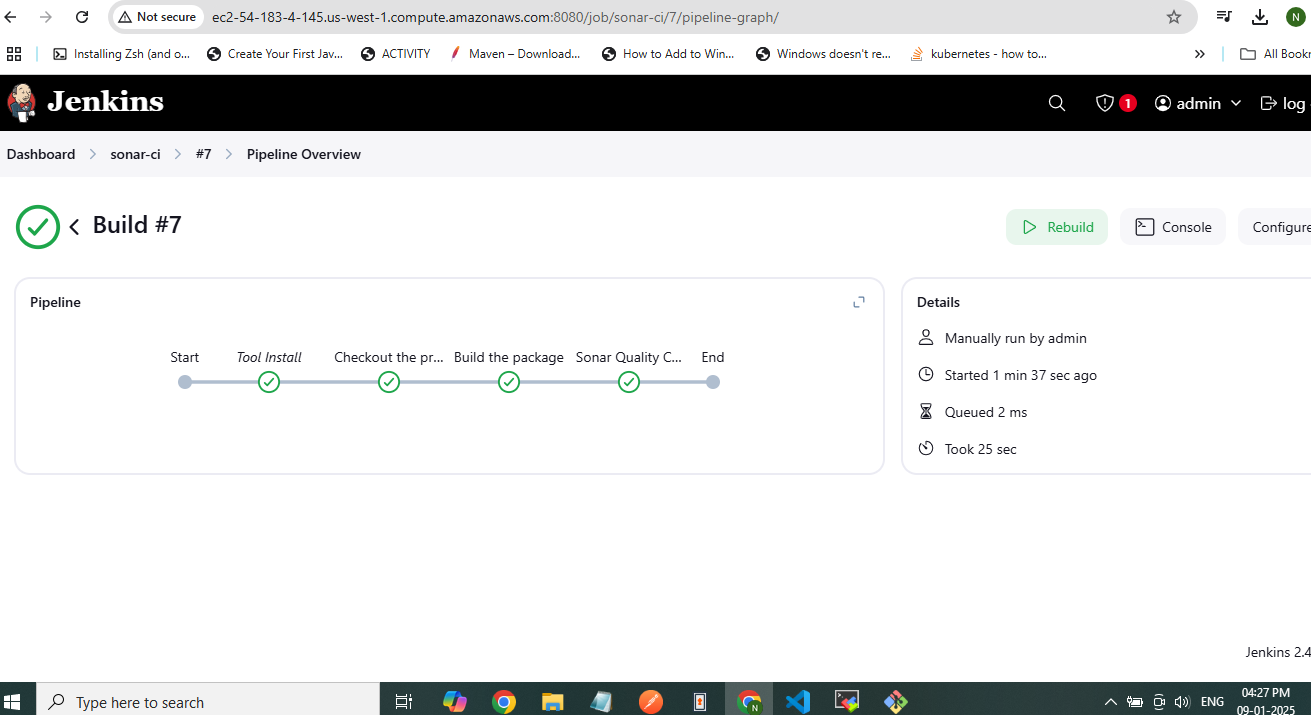 Not secure ec2-54-183-4-145.us-west-1.compute.amazonaws.com:8080/job/sonar-ci/7/pipeline-graph/ N
Installing Zsh (and o... Create Your First Jav... ACTIVITY Maven – Download... How to Add to Win... Windows doesn't re... kubernetes - how to... » All Bookr
Jenkins 1 admin log
Dashboard sonar-ci #7 Pipeline Overview
Build #7 Rebuild Console Configure
Pipeline
Start Tool Install Checkout the pr... Build the package Sonar Quality C... End
Details
Manually run by admin
Started 1 min 37 sec ago
Queued 2 ms
Took 25 sec
Jenkins 2.4
Type here to search N ENG 04:27 PM
09-01-2025